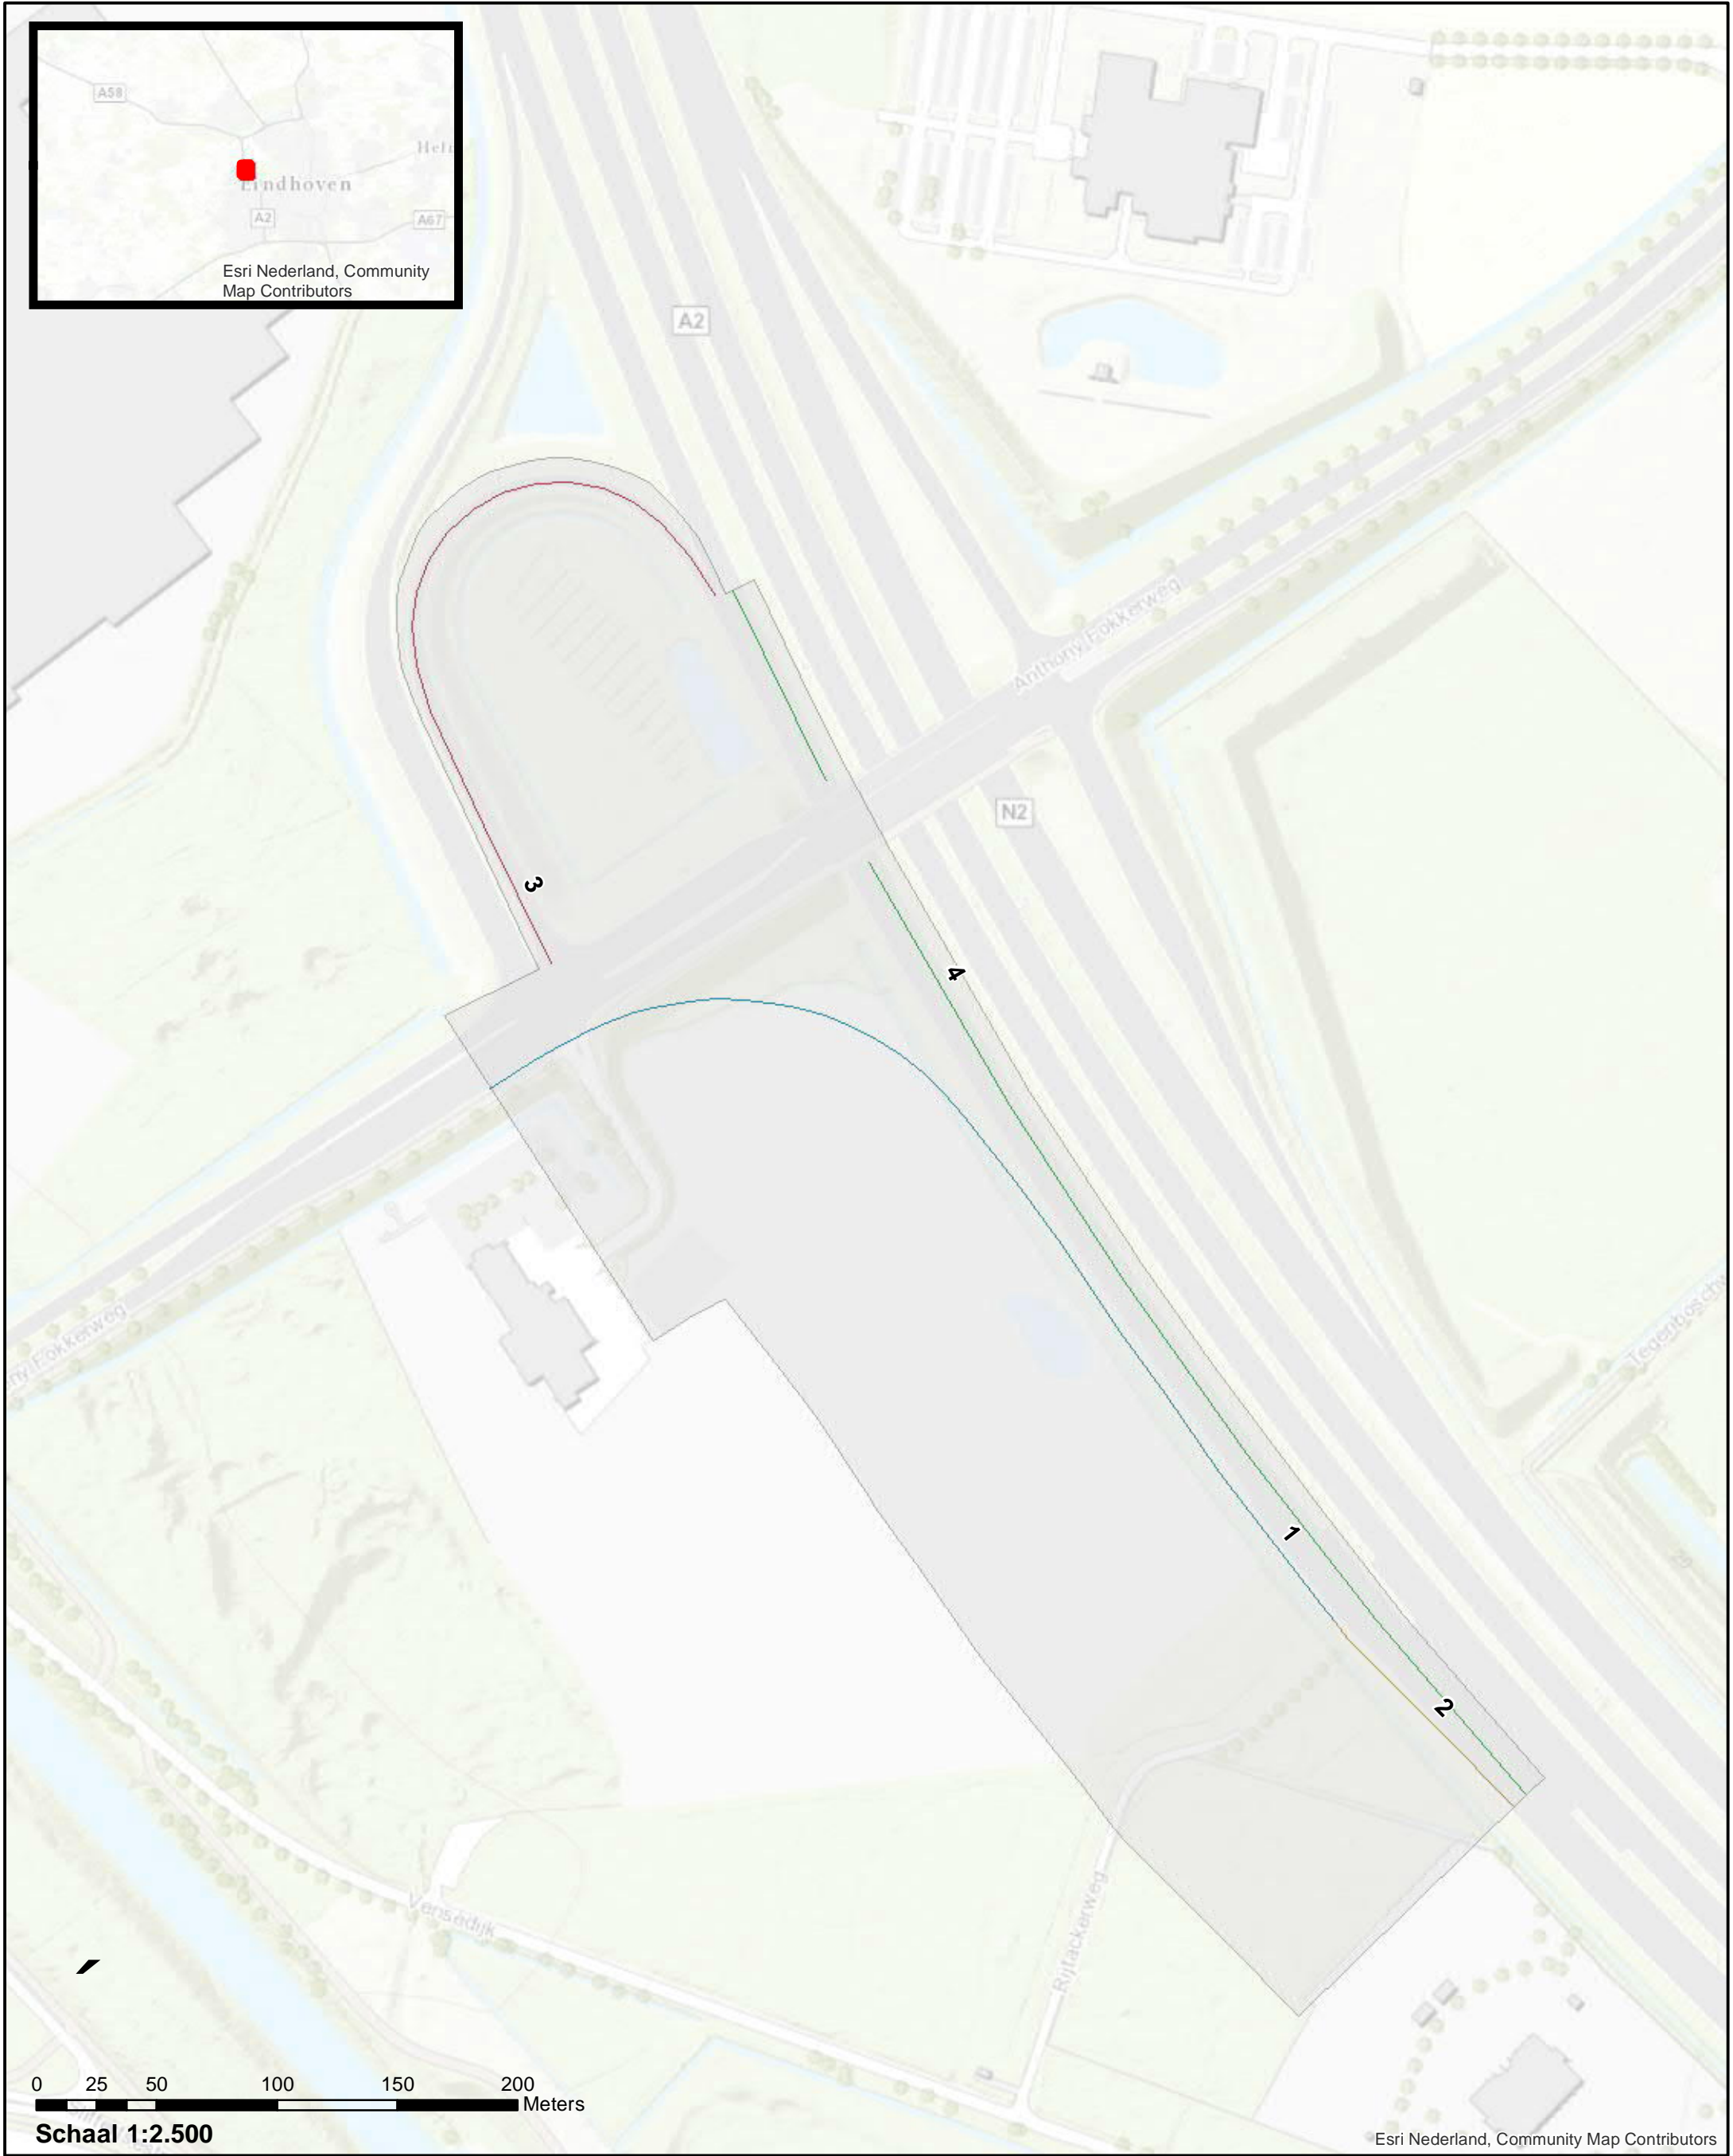 A58
Eindhoven
A2
A67
Esri Nederland, Community
Map Contributors
A2
Anthony Fokkerweg
N2
3
4
1
2
Vensedijk
Rijtackerweg
0 25 50 100 150 200
Meters
Schaal 1:2.500
Esri Nederland, Community Map Contributors